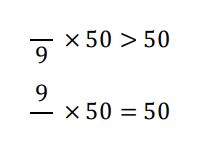 — / 9 × 50 > 50
9 / — × 50 = 50